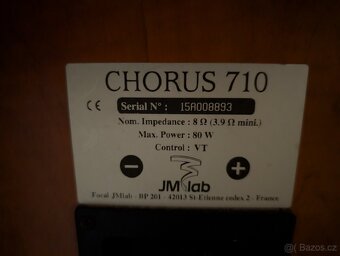 CHORUS 710
Serial N° : 15A008893
Nom. Impedance : 8 Ω (3.9 Ω mini.)
Max. Power : 80 W
Control : VT
JMlab
Focal JMlab - BP 201 - 42013 St-Etienne cedex 2 - France
bazos.cz